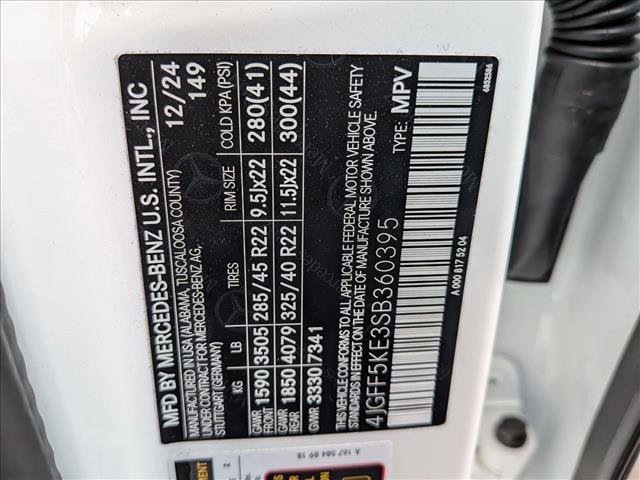 MFD BY MERCEDES-BENZ U.S. INTL., INC
MANUFACTURED IN USA (ALABAMA, TUSCALOOSA COUNTY) 12/24
UNDER CONTRACT FOR MERCEDES-BENZ AG, 149
STUTTGART (GERMANY)
KG LB TIRES RIM SIZE COLD KPA (PSI)
GAWR FRONT 1590 3505 285/45 R22 9.5Jx22 280(41)
GAWR REAR 1850 4079 325/40 R22 11.5Jx22 300(44)
GVWR 3330 7341
THIS VEHICLE CONFORMS TO ALL APPLICABLE FEDERAL MOTOR VEHICLE SAFETY
STANDARDS IN EFFECT ON THE DATE OF MANUFACTURE SHOWN ABOVE.
4JGFF5KE3SB360395 TYPE: MPV
A 000 817 52 04 6852586
A 167 584 89 18
2